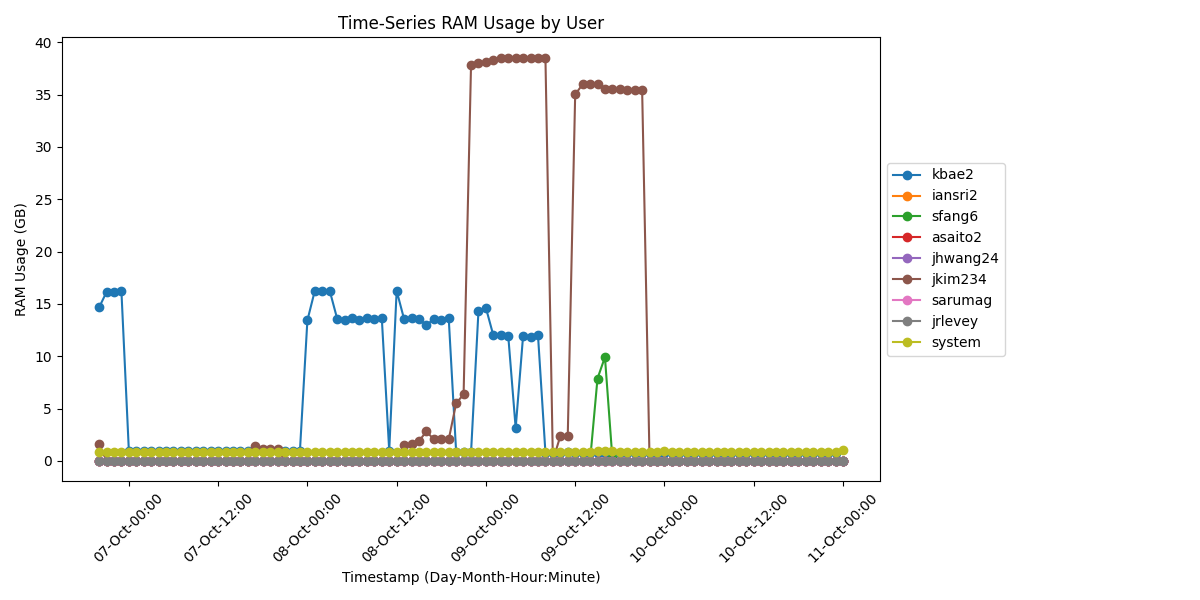 Time-Series RAM Usage by User
40
35
30
25
20
15
10
5
0
RAM Usage (GB)
07-Oct-00:00
07-Oct-12:00
08-Oct-00:00
08-Oct-12:00
09-Oct-00:00
09-Oct-12:00
10-Oct-00:00
10-Oct-12:00
11-Oct-00:00
Timestamp (Day-Month-Hour:Minute)
kbae2
iansri2
sfang6
asaito2
jhwang24
jkim234
sarumag
jrlevey
system